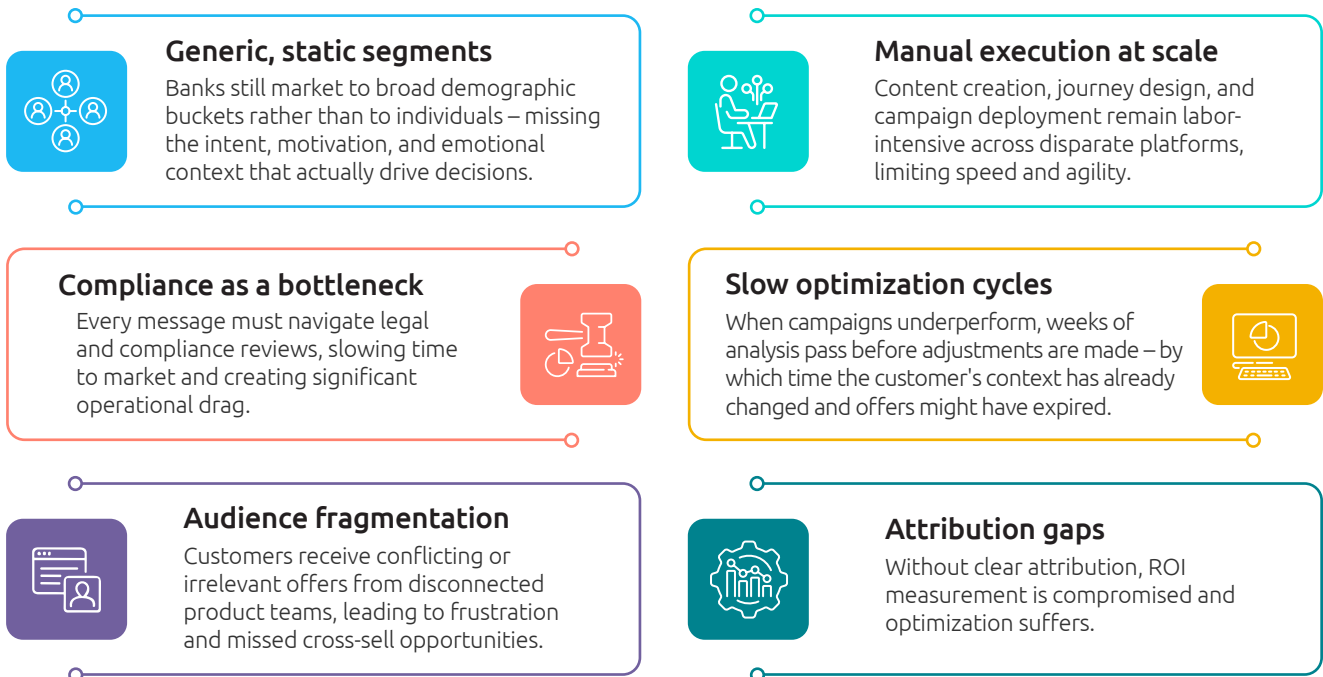 Generic, static segments
Banks still market to broad demographic
buckets rather than to individuals – missing
the intent, motivation, and emotional
context that actually drive decisions.
Manual execution at scale
Content creation, journey design, and
campaign deployment remain labor-
intensive across disparate platforms,
limiting speed and agility.
Compliance as a bottleneck
Every message must navigate legal
and compliance reviews, slowing time
to market and creating significant
operational drag.
Slow optimization cycles
When campaigns underperform, weeks of
analysis pass before adjustments are made – by
which time the customer's context has already
changed and offers might have expired.
Audience fragmentation
Customers receive conflicting or
irrelevant offers from disconnected
product teams, leading to frustration
and missed cross-sell opportunities.
Attribution gaps
Without clear attribution, ROI
measurement is compromised and
optimization suffers.